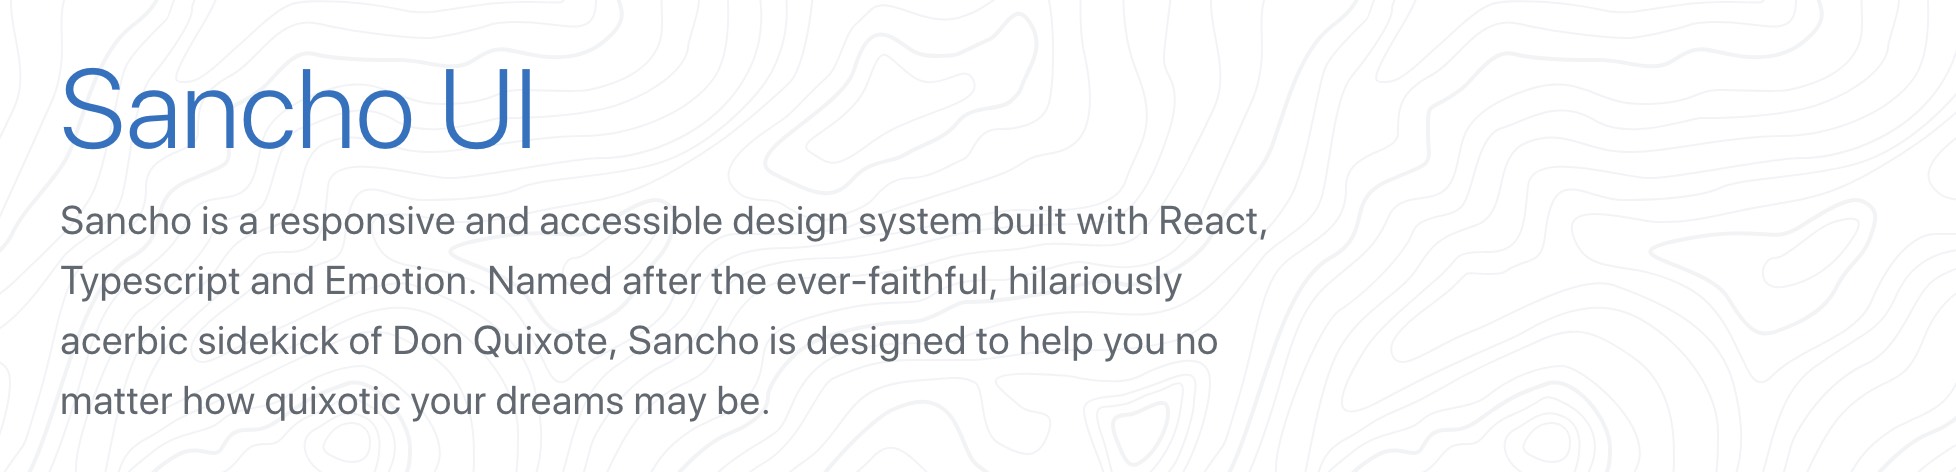 Sancho UI
Sancho is a responsive and accessible design system built with React,
Typescript and Emotion. Named after the ever-faithful, hilariously
acerbic sidekick of Don Quixote, Sancho is designed to help you no
matter how quixotic your dreams may be.